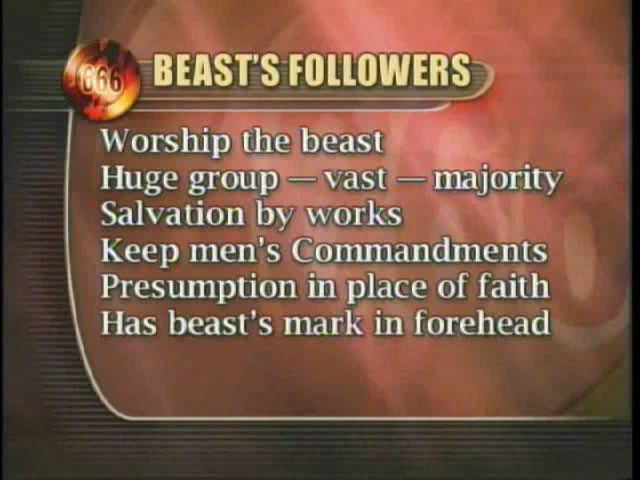 666
BEAST'S FOLLOWERS
Worship the beast
Huge group — vast — majority
Salvation by works
Keep men's Commandments
Presumption in place of faith
Has beast's mark in forehead